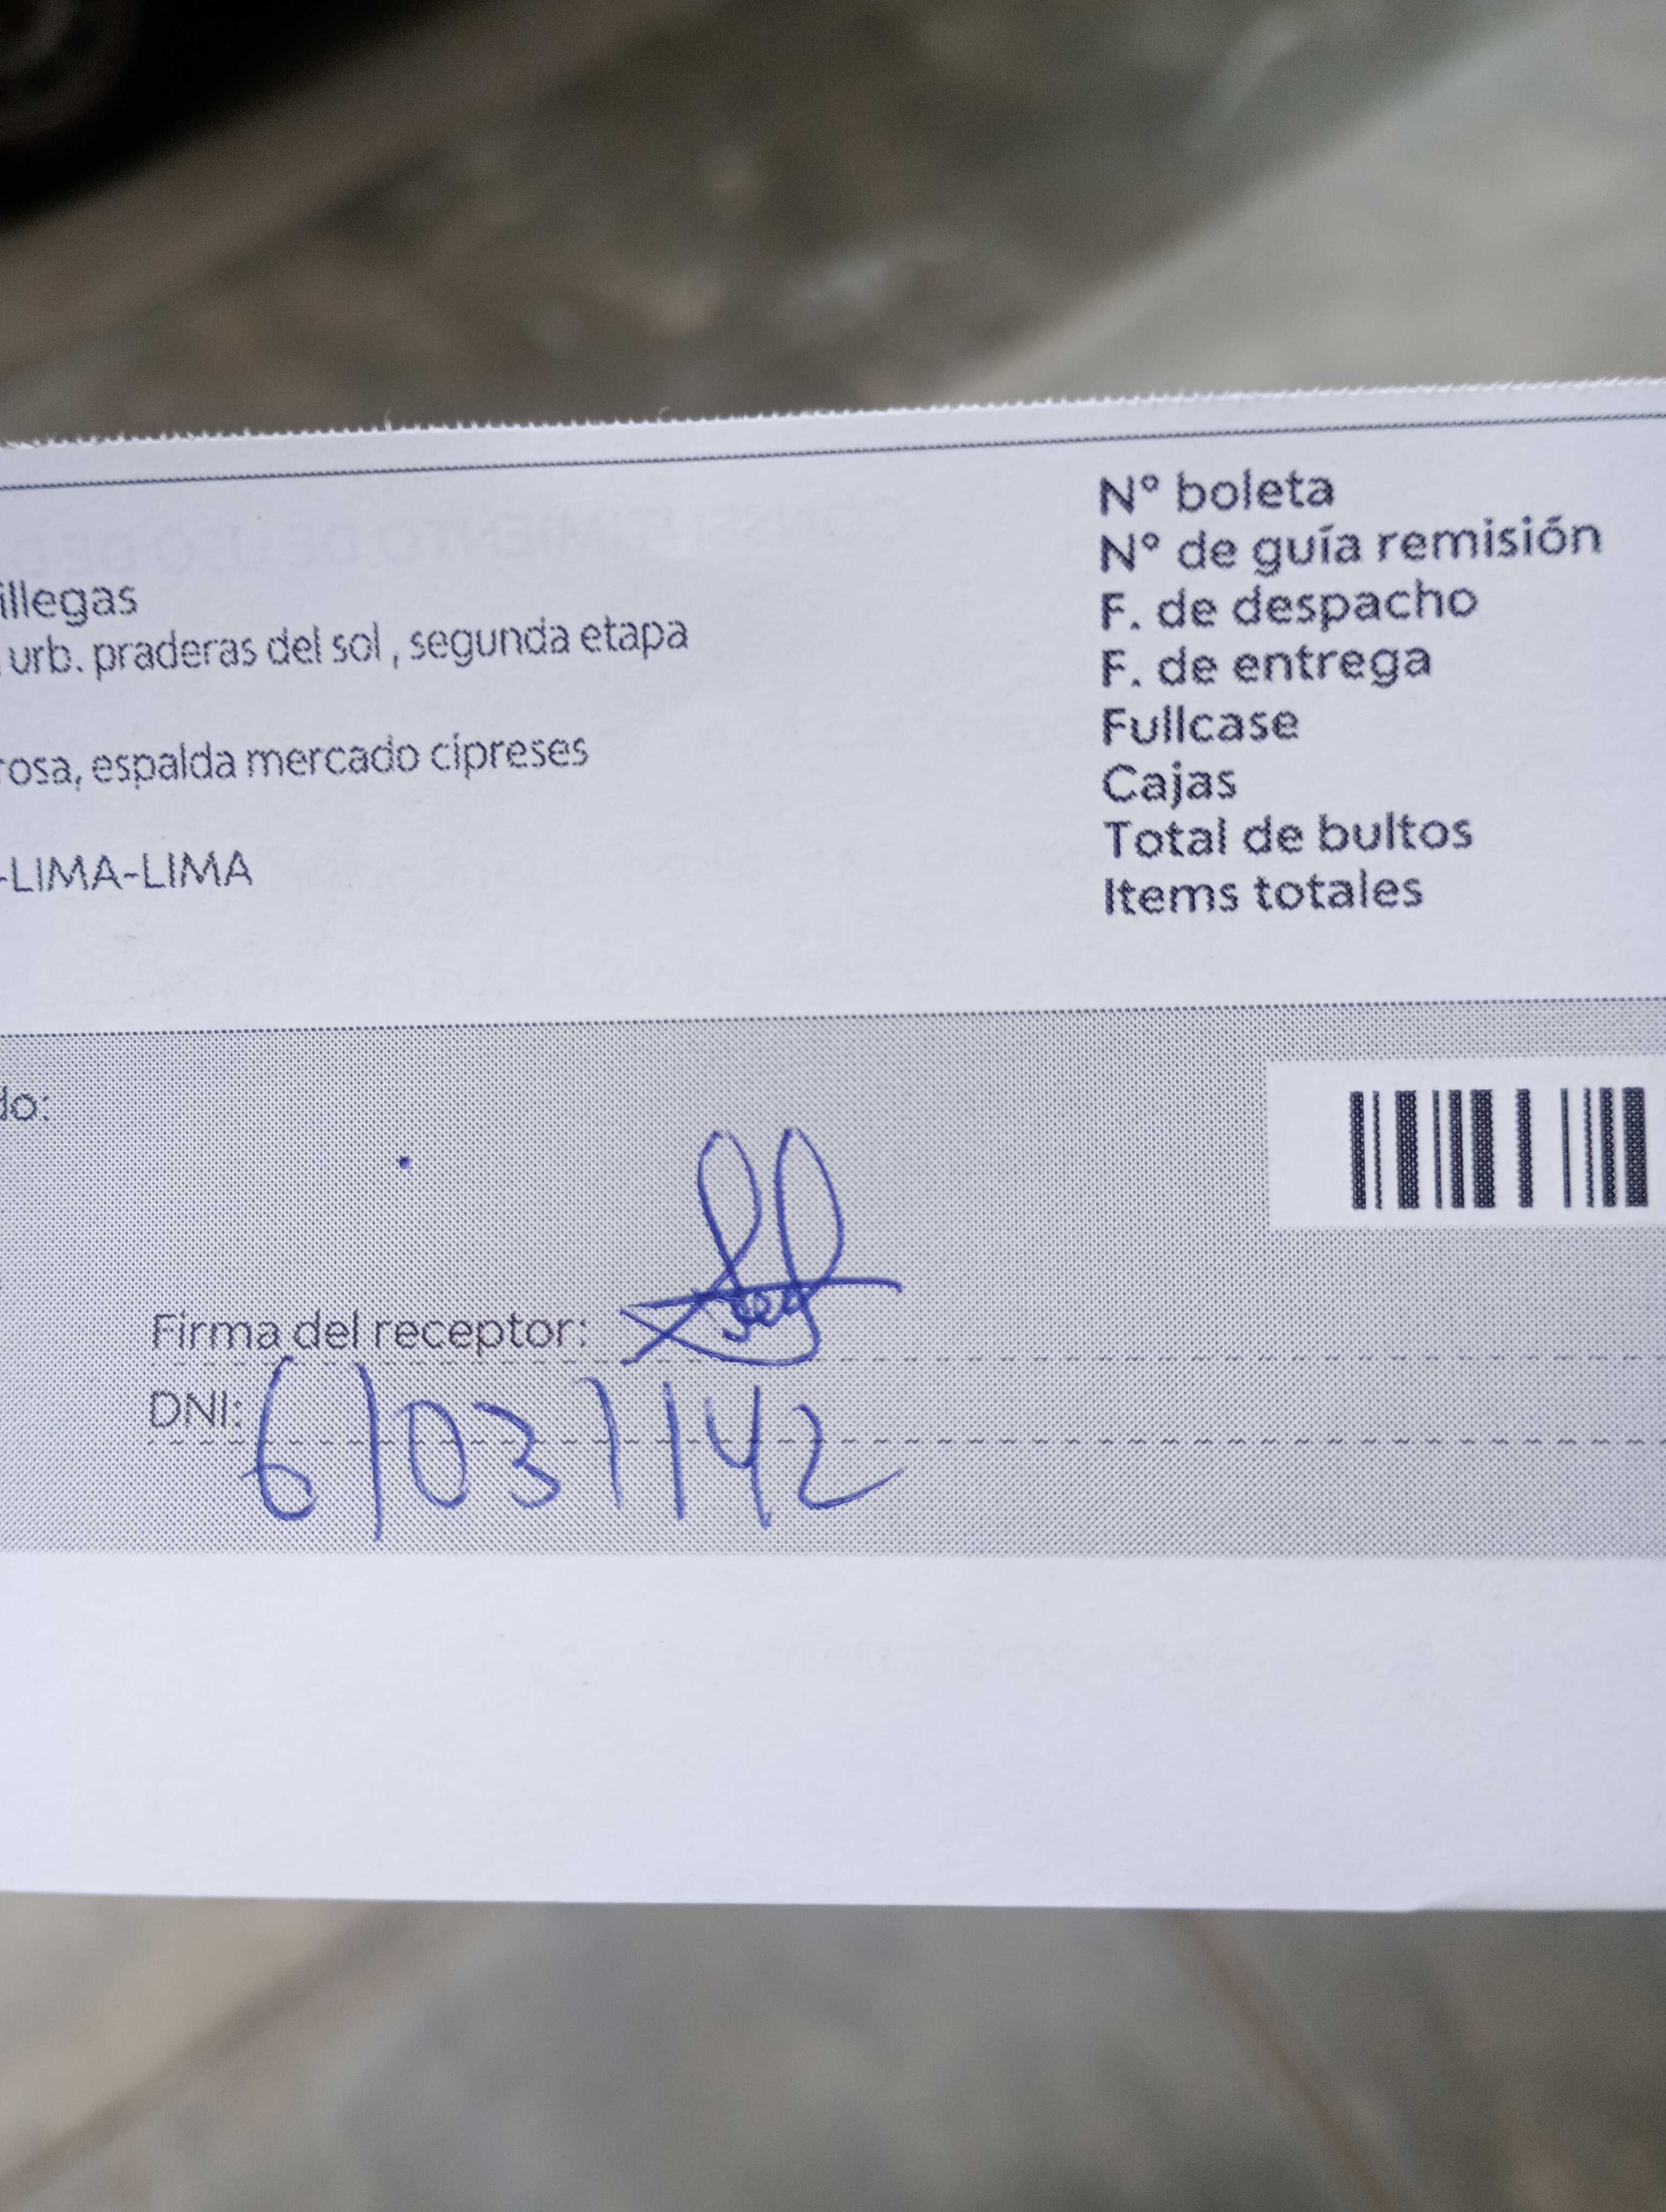 N° boleta
N° de guía remisión
F. de despacho
F. de entrega
Fullcase
Cajas
Total de bultos
Items totales
illegas
urb. praderas del sol , segunda etapa
rosa, espalda mercado cipreses
-LIMA-LIMA
do:
Firma del receptor:
DNI: 61031142